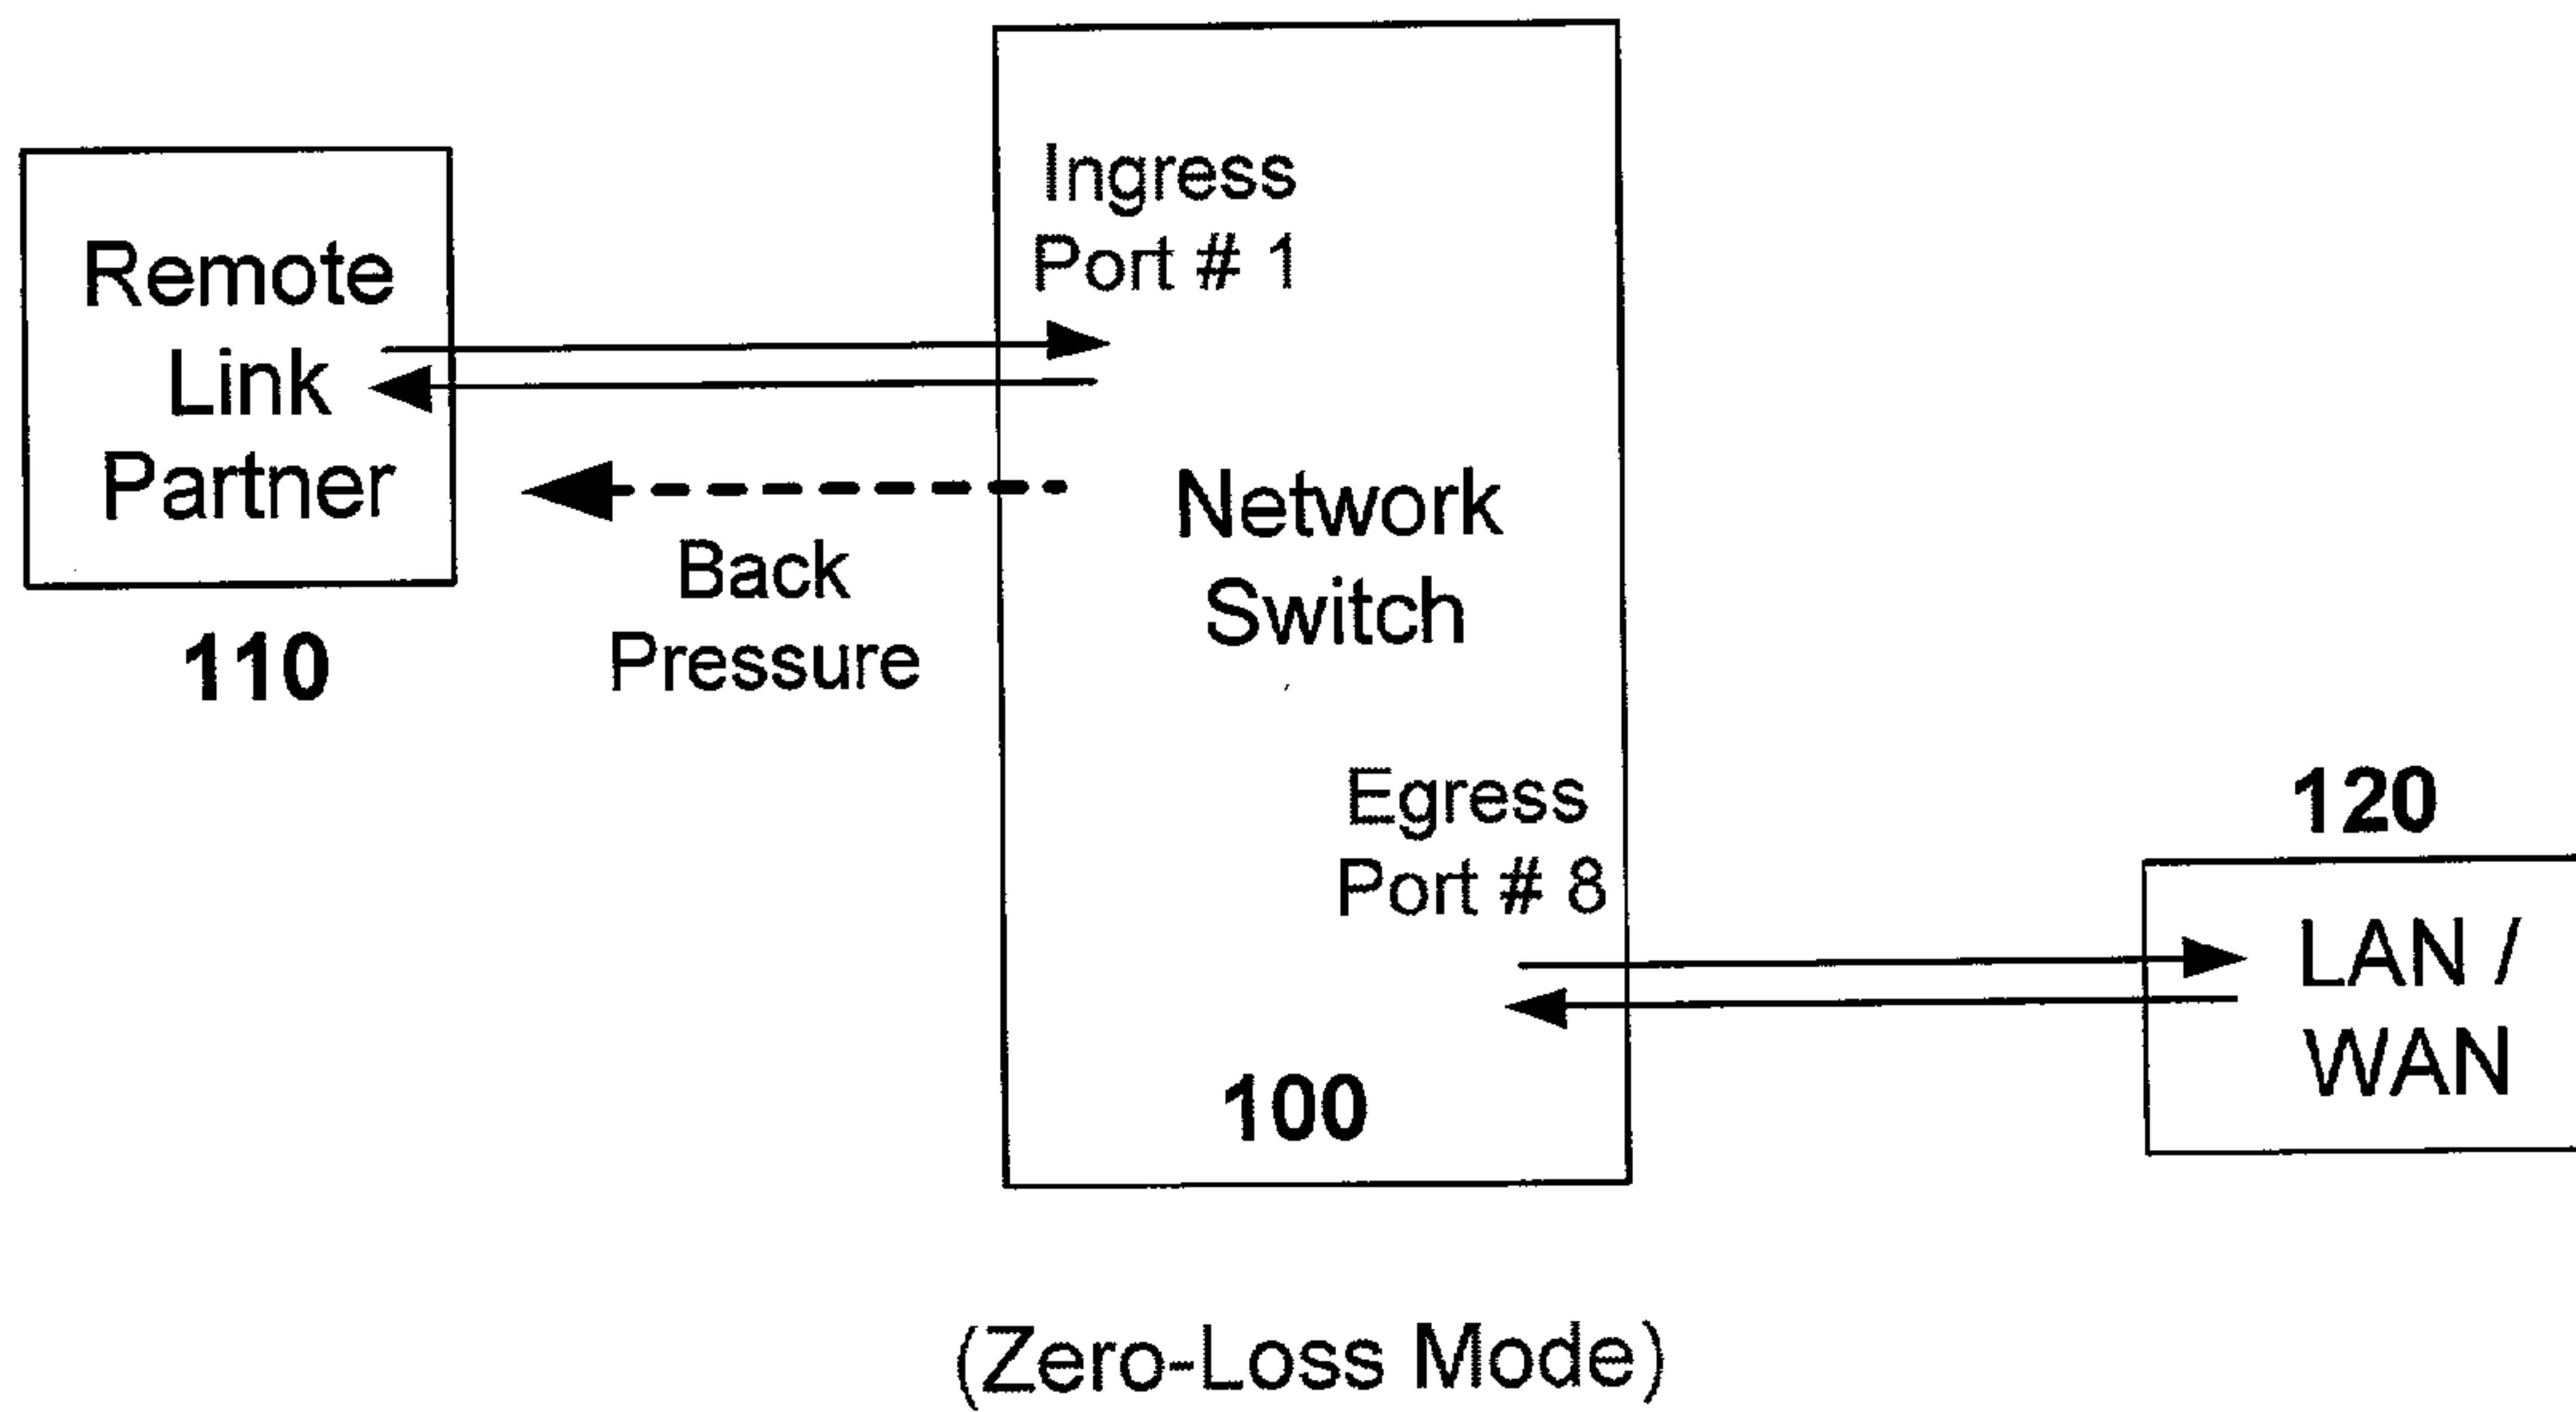 Remote
Link
Partner
110
Back
Pressure
Ingress
Port # 1
Network
Switch
Egress
Port # 8
100
120
LAN /
WAN
(Zero-Loss Mode)